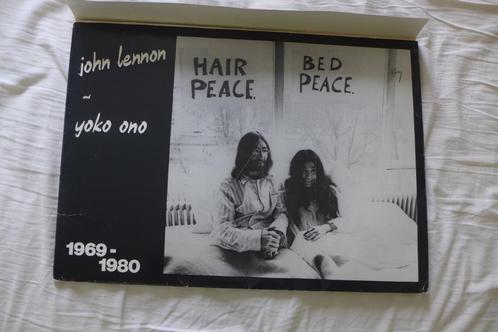 john lennon
-
yoko ono
1969-
1980
HAIR
PEACE.
BED
PEACE.